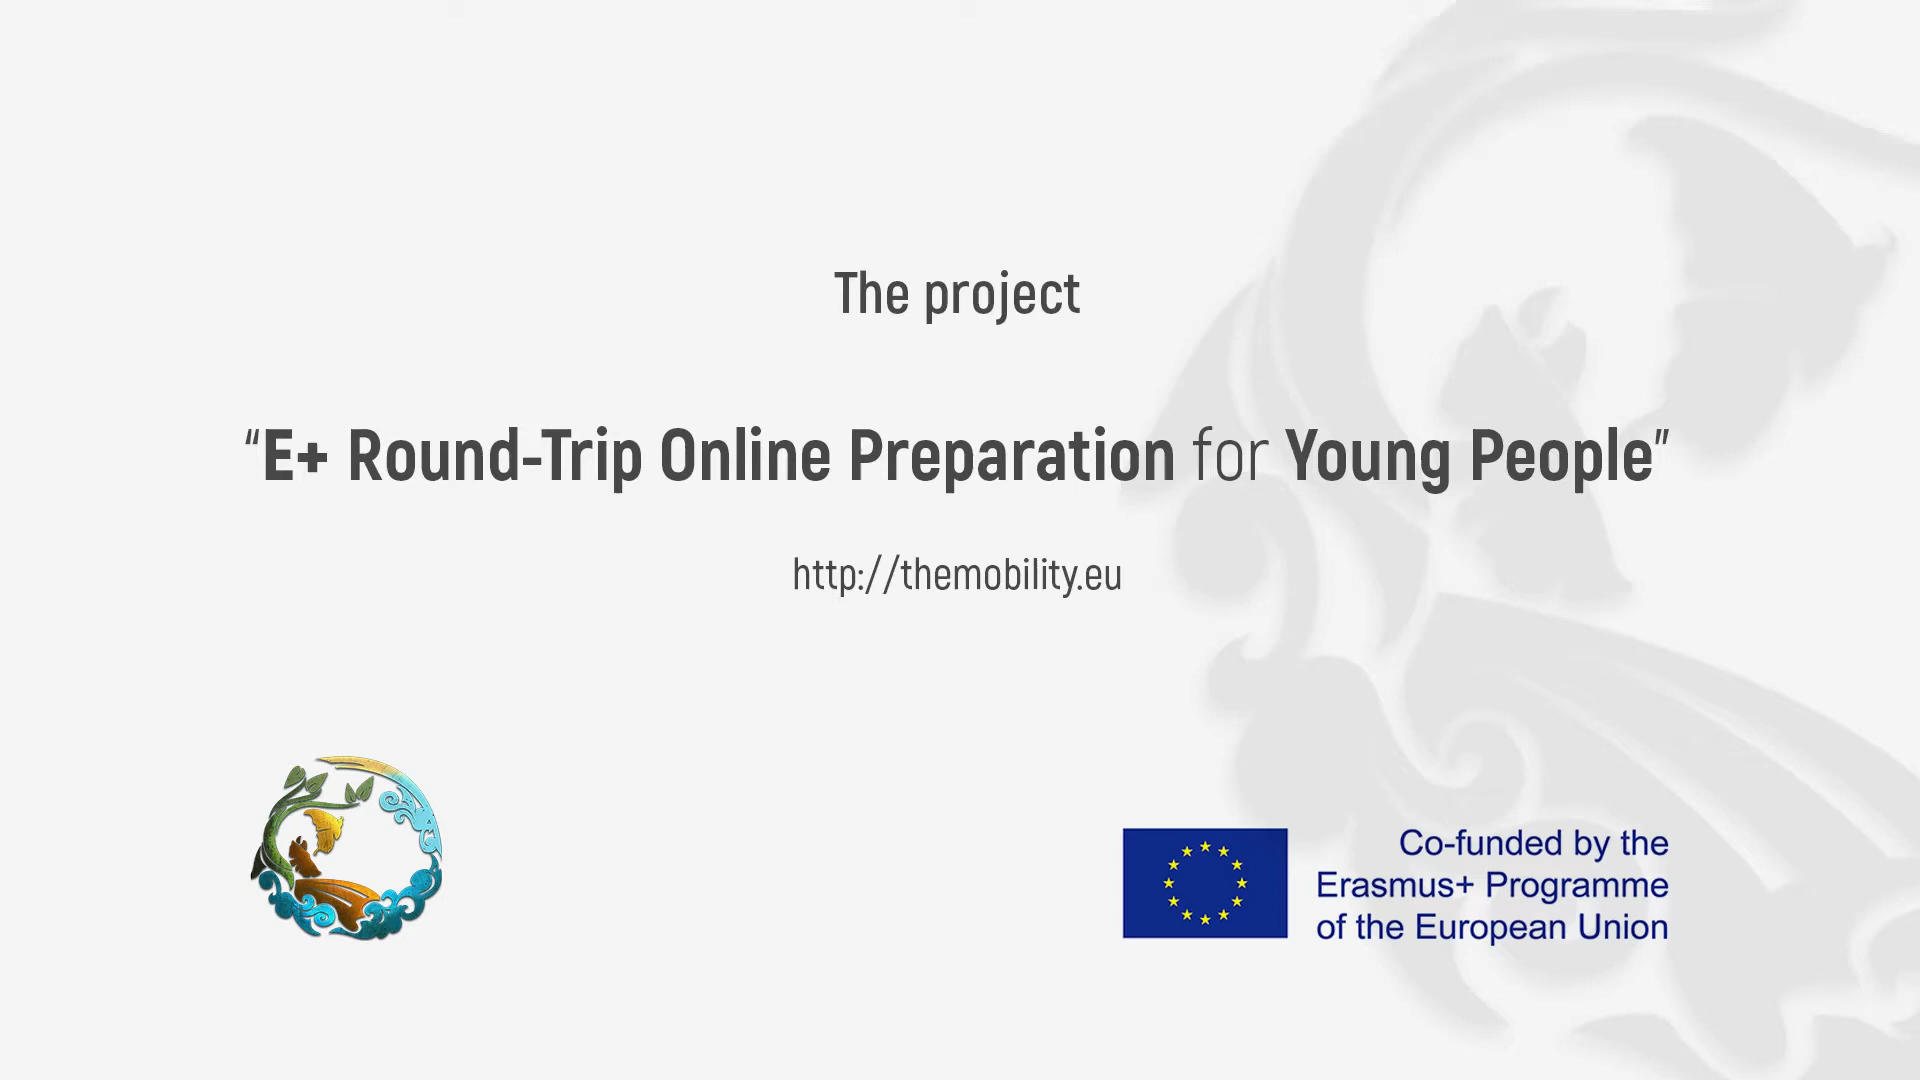 The project
“E+ Round-Trip Online Preparation for Young People”
http://themobility.eu
Co-funded by the
Erasmus+ Programme
of the European Union